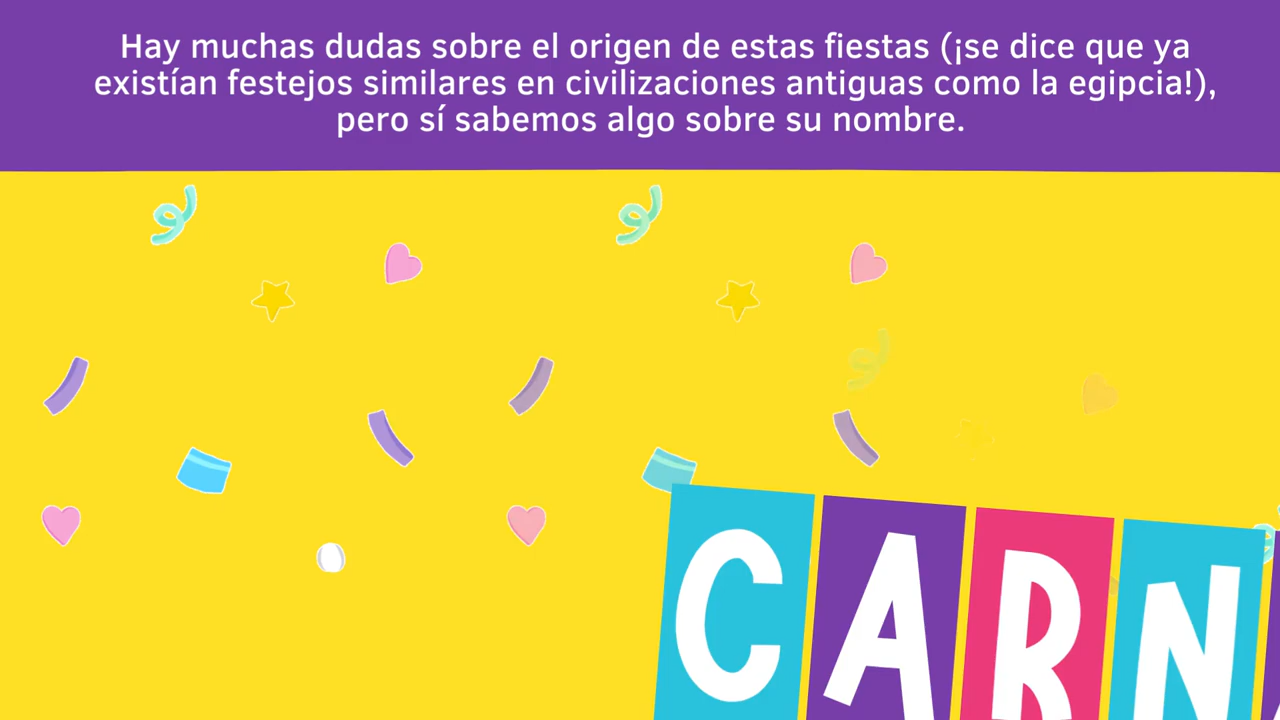 Hay muchas dudas sobre el origen de estas fiestas (¡se dice que ya
existían festejos similares en civilizaciones antiguas como la egipcia!),
pero sí sabemos algo sobre su nombre.
CARN